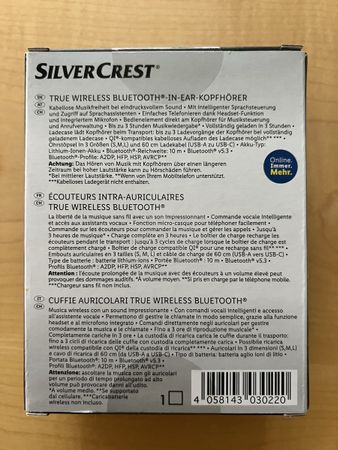 SILVERCREST®
DE AT CH
TRUE WIRELESS BLUETOOTH®-IN-EAR-KOPFHÖRER
Kabellose Musikfreiheit bei eindrucksvollem Sound • Mit intelligenter Sprachsteuerung
und Zugriff auf Sprachassistenten • Einfaches Telefonieren dank Headset-Funktion
und integriertem Mikrofon • Bedienelement direkt am Kopfhörer für Musiksteuerung
und Anrufverwaltung • Bis zu 3 Stunden Musikwiedergabe* • Vollständig geladen in 3 Stunden •
Ladecase lädt Kopfhörer beim Transport: bis zu 3 Ladevorgänge der Kopfhörer bei vollständig
geladenem Ladecase • QI®-kompatibles kabelloses Aufladen des Ladecase möglich** *** •
Ohrstöpsel in 3 Größen (S,M,L) und 60 cm Ladekabel (USB-A zu USB-C) • Akku-Typ:
Lithium-Ionen-Akku • Bluetooth®-Reichweite: 10 m • Bluetooth® v5.3 •
Bluetooth®-Profile: A2DP, HFP, HSP, AVRCP**
Achtung: Das Hören von Musik mit Kopfhörern über einen längeren
Zeitraum bei hoher Lautstärke kann zu Hörschäden führen.
*Bei mittlerer Lautstärke. **Wenn von Ihrem Mobiltelefon unterstützt.
***Kabelloses Ladegerät nicht enthalten.
Online.
Immer.
Mehr.
FR CH
ÉCOUTEURS INTRA-AURICULAIRES
TRUE WIRELESS BLUETOOTH®
La liberté de la musique sans fil avec un son impressionnant • Commande vocale intelligente
et accès aux assistants vocaux • Fonction micro-casque pour téléphoner facilement •
Commande sur les écouteurs pour commander la musique et gérer les appels • Jusqu'à
3 heures de musique* • Charge complète en 3 heures • Le boîtier de charge recharge les
écouteurs pendant le transport : jusqu'à 3 cycles de charge lorsque le boîtier de charge est
complètement chargé • Boîtier de charge compatible QI® pour une recharge sans fil** *** •
Embouts auriculaires en 3 tailles (S, M, L) et câble de charge de 60 cm (USB-A vers USB-C) •
Type de batterie : batterie lithium-ions • Portée Bluetooth® : 10 m • Bluetooth® v5.3 •
Profils Bluetooth® : A2DP, HFP, HSP, AVRCP**
Attention : l'écoute prolongée de la musique avec des écouteurs à un volume élevé peut
provoquer des dommages auditifs. *À volume moyen. **Si pris en charge par le téléphone mobile.
***Chargeur sans fil non inclus.
IT CH
CUFFIE AURICOLARI TRUE WIRELESS BLUETOOTH®
Musica wireless con un sound impressionante • Con comandi vocali intelligenti e accesso
all'assistente vocale • Permettono di gestire le chiamate in modo semplice, grazie alla funzione
headset e al microfono integrato • Comandi direttamente negli auricolari per gestire
comodamente la musica e le chiamate • Fino a 3 ore di riproduzione musicale* •
Custodia di ricarica completa in 3 ore • La custodia ricarica le cuffie durante il trasporto:
fino a 3 cicli di ricarica delle cuffie con custodia completamente carica • Possibile ricarica
wireless compatibile con QI® della custodia di ricarica** *** • Auricolari in 3 dimensioni (S,M,L)
e cavo di ricarica di 60 cm (da USB-A a USB-C) • Tipo di batteria: batteria agli ioni di litio •
Portata Bluetooth®: 10 m • Bluetooth® v5.3 •
Profili Bluetooth®: A2DP, HFP, HSP, AVRCP**
Attenzione: ascoltare la musica con gli auricolari
per un periodo di tempo prolungato ad alto
volume può provocare danni all'udito.
*A volume medio. **Se supportato
dal cellulare. ***Caricabatterie
wireless non incluso.
1
4 058143 030220